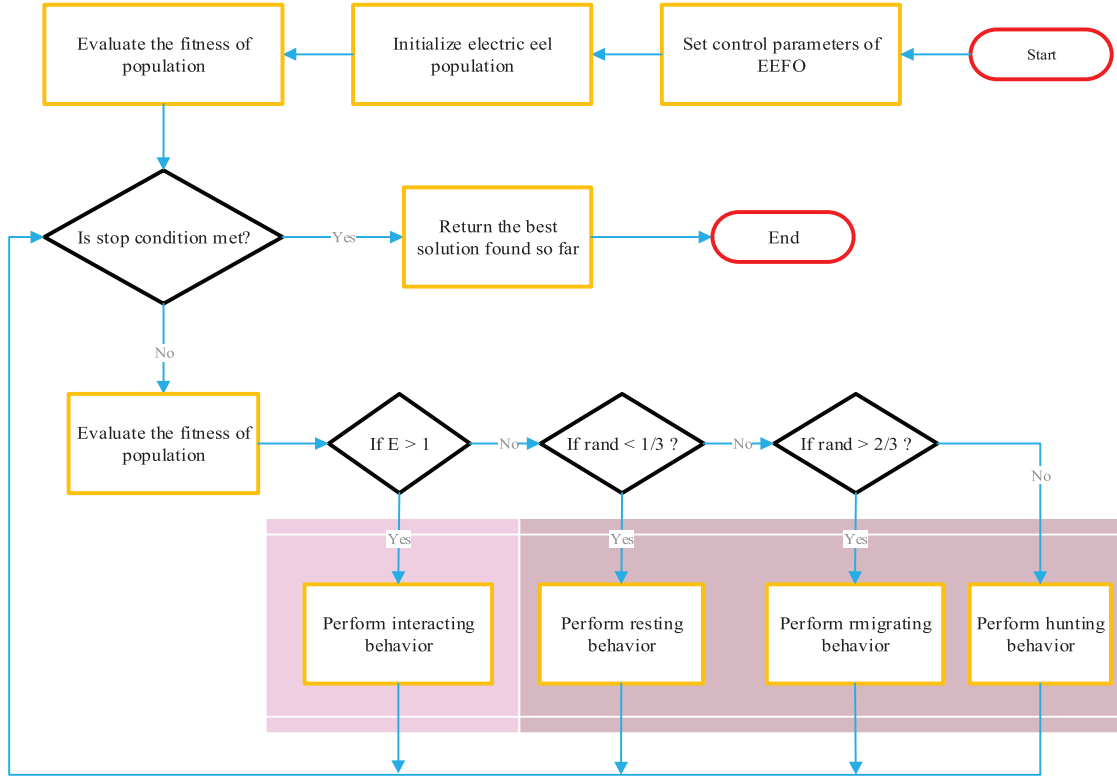 Start
Set control parameters of
EEFO
Initialize electric eel
population
Evaluate the fitness of
population
Is stop condition met?
Yes
Return the best
solution found so far
End
No
Evaluate the fitness of
population
If E > 1
No
If rand < 1/3 ?
No
If rand > 2/3 ?
No
Yes
Yes
Yes
Perform interacting
behavior
Perform resting
behavior
Perform rmigrating
behavior
Perform hunting
behavior